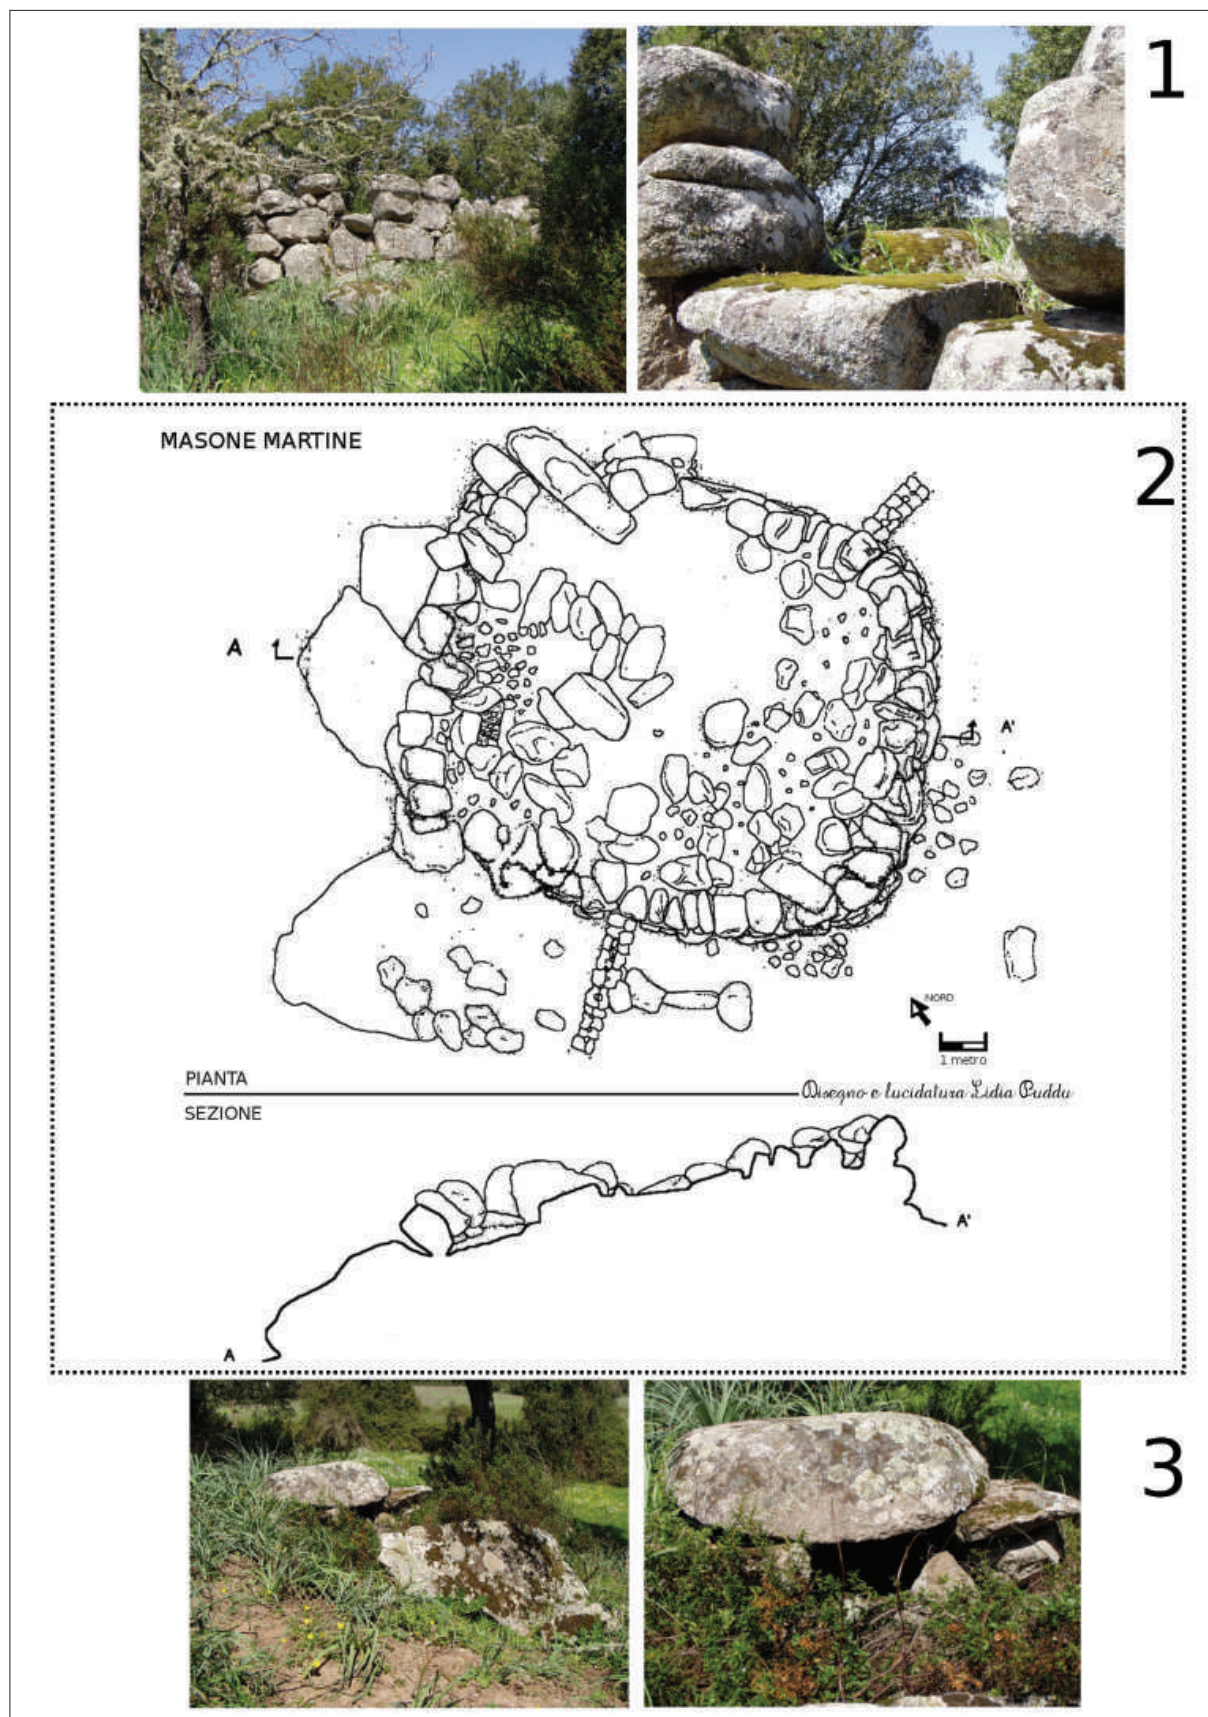 1
MASONE MARTINE
2
A
A'
NORD
1 metro
PIANTA
Disegno e lucidatura Lidia Puddu
SEZIONE
A'
A
3